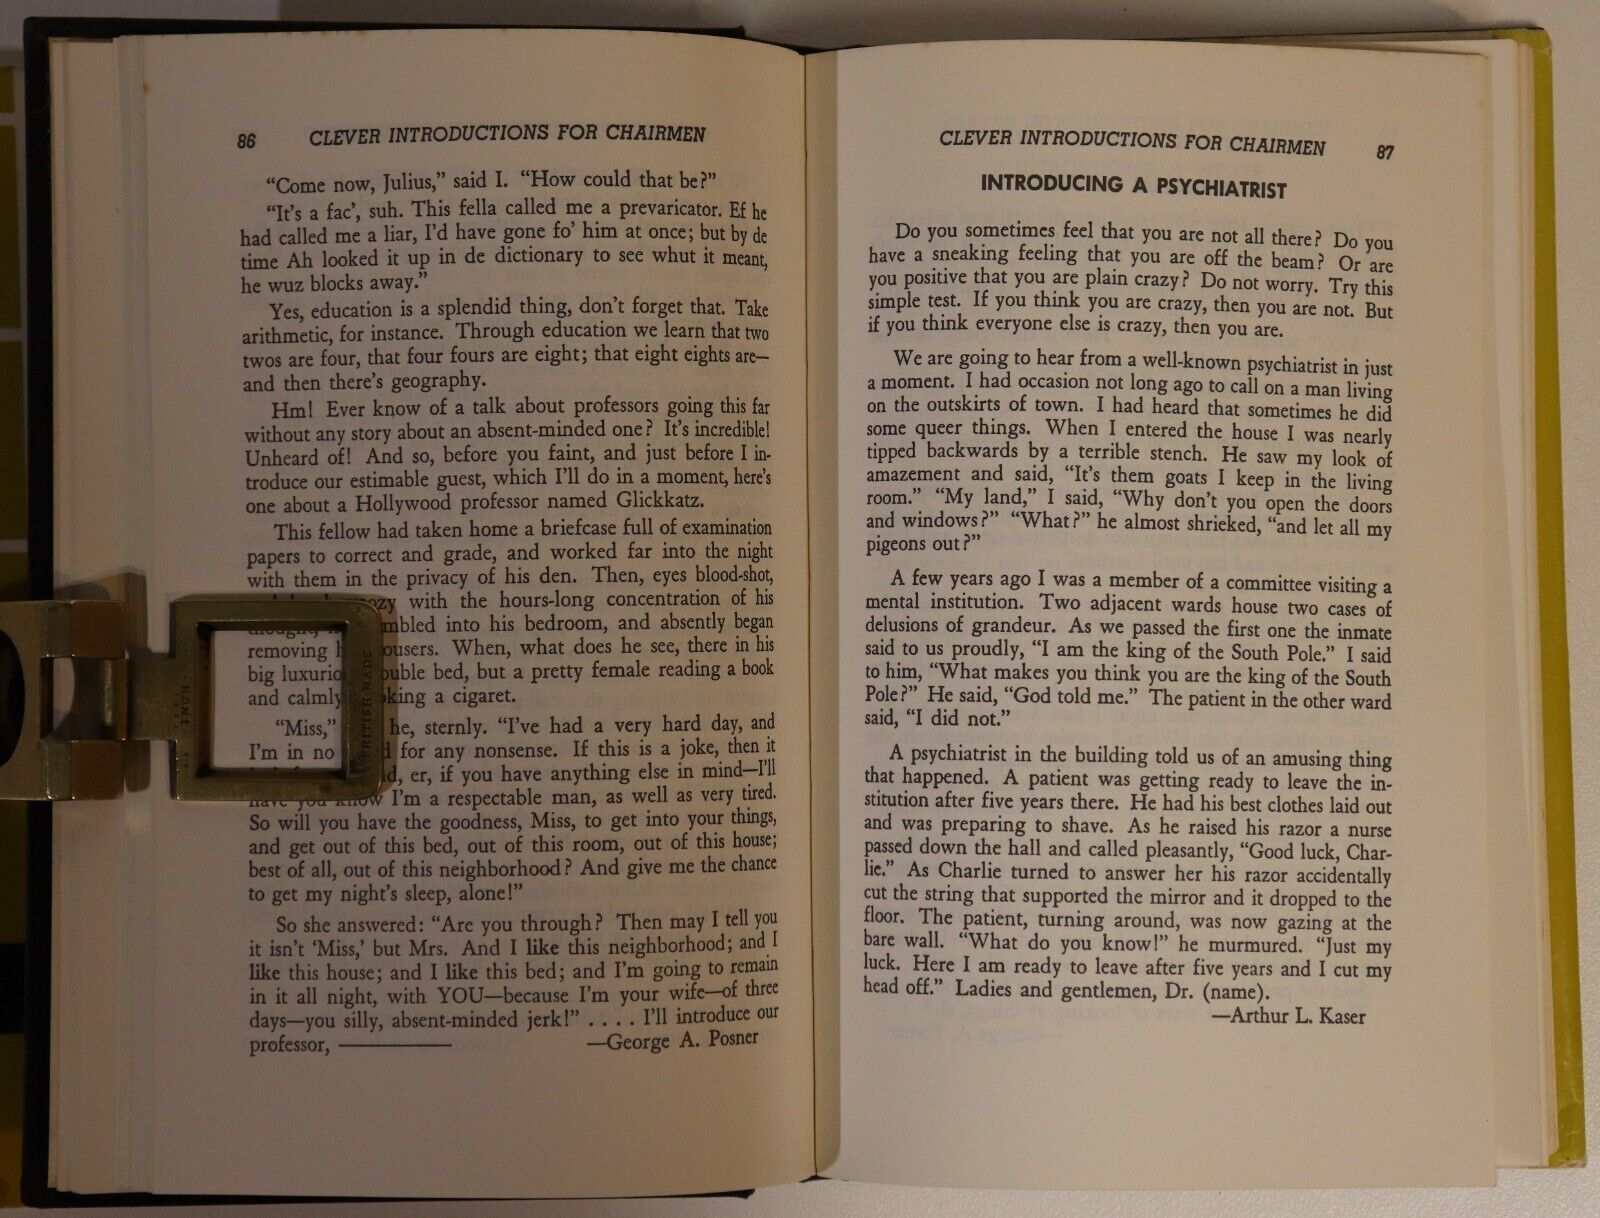 86 CLEVER INTRODUCTIONS FOR CHAIRMEN
“Come now, Julius,” said I. “How could that be?”
“It's a fac', suh. This fella called me a prevaricator. Ef he
had called me a liar, I'd have gone fo' him at once; but by de
time Ah looked it up in de dictionary to see whut it meant,
he wuz blocks away.”
Yes, education is a splendid thing, don't forget that. Take
arithmetic, for instance. Through education we learn that two
twos are four, that four fours are eight; that eight eights are—
and then there's geography.
Hm! Ever know of a talk about professors going this far
without any story about an absent-minded one? It's incredible!
Unheard of! And so, before you faint, and just before I in-
troduce our estimable guest, which I'll do in a moment, here's
one about a Hollywood professor named Glickkatz.
This fellow had taken home a briefcase full of examination
papers to correct and grade, and worked far into the night
with them in the privacy of his den. Then, eyes blood-shot,
with the hours-long concentration of his
into his bedroom, and absently began
removing. When, what does he see, there in his
big bed, but a pretty female reading a book
and calmly a cigaret.
“Miss,” he, sternly. “I've had a very hard day, and
I'm in no for any nonsense. If this is a joke, then it
er, if you have anything else in mind—I'll
have you know I'm a respectable man, as well as very tired.
So will you have the goodness, Miss, to get into your things,
and get out of this bed, out of this room, out of this house;
best of all, out of this neighborhood? And give me the chance
to get my night's sleep, alone!”
So she answered: “Are you through? Then may I tell you
it isn't ‘Miss,’ but Mrs. And I like this neighborhood; and I
like this house; and I like this bed; and I'm going to remain
in it all night, with YOU—because I'm your wife—of three
days—you silly, absent-minded jerk!” . . . . I'll introduce our
professor, ———— —George A. Posner
BRITISH MADE
CLEVER INTRODUCTIONS FOR CHAIRMEN 87
INTRODUCING A PSYCHIATRIST
Do you sometimes feel that you are not all there? Do you
have a sneaking feeling that you are off the beam? Or are
you positive that you are plain crazy? Do not worry. Try this
simple test. If you think you are crazy, then you are not. But
if you think everyone else is crazy, then you are.
We are going to hear from a well-known psychiatrist in just
a moment. I had occasion not long ago to call on a man living
on the outskirts of town. I had heard that sometimes he did
some queer things. When I entered the house I was nearly
tipped backwards by a terrible stench. He saw my look of
amazement and said, “It's them goats I keep in the living
room.” “My land,” I said, “Why don't you open the doors
and windows?” “What?” he almost shrieked, “and let all my
pigeons out?”
A few years ago I was a member of a committee visiting a
mental institution. Two adjacent wards house two cases of
delusions of grandeur. As we passed the first one the inmate
said to us proudly, “I am the king of the South Pole.” I said
to him, “What makes you think you are the king of the South
Pole?” He said, “God told me.” The patient in the other ward
said, “I did not.”
A psychiatrist in the building told us of an amusing thing
that happened. A patient was getting ready to leave the in-
stitution after five years there. He had his best clothes laid out
and was preparing to shave. As he raised his razor a nurse
passed down the hall and called pleasantly, “Good luck, Char-
lie.” As Charlie turned to answer her his razor accidentally
cut the string that supported the mirror and it dropped to the
floor. The patient, turning around, was now gazing at the
bare wall. “What do you know!” he murmured. “Just my
luck. Here I am ready to leave after five years and I cut my
head off.” Ladies and gentlemen, Dr. (name).
—Arthur L. Kaser